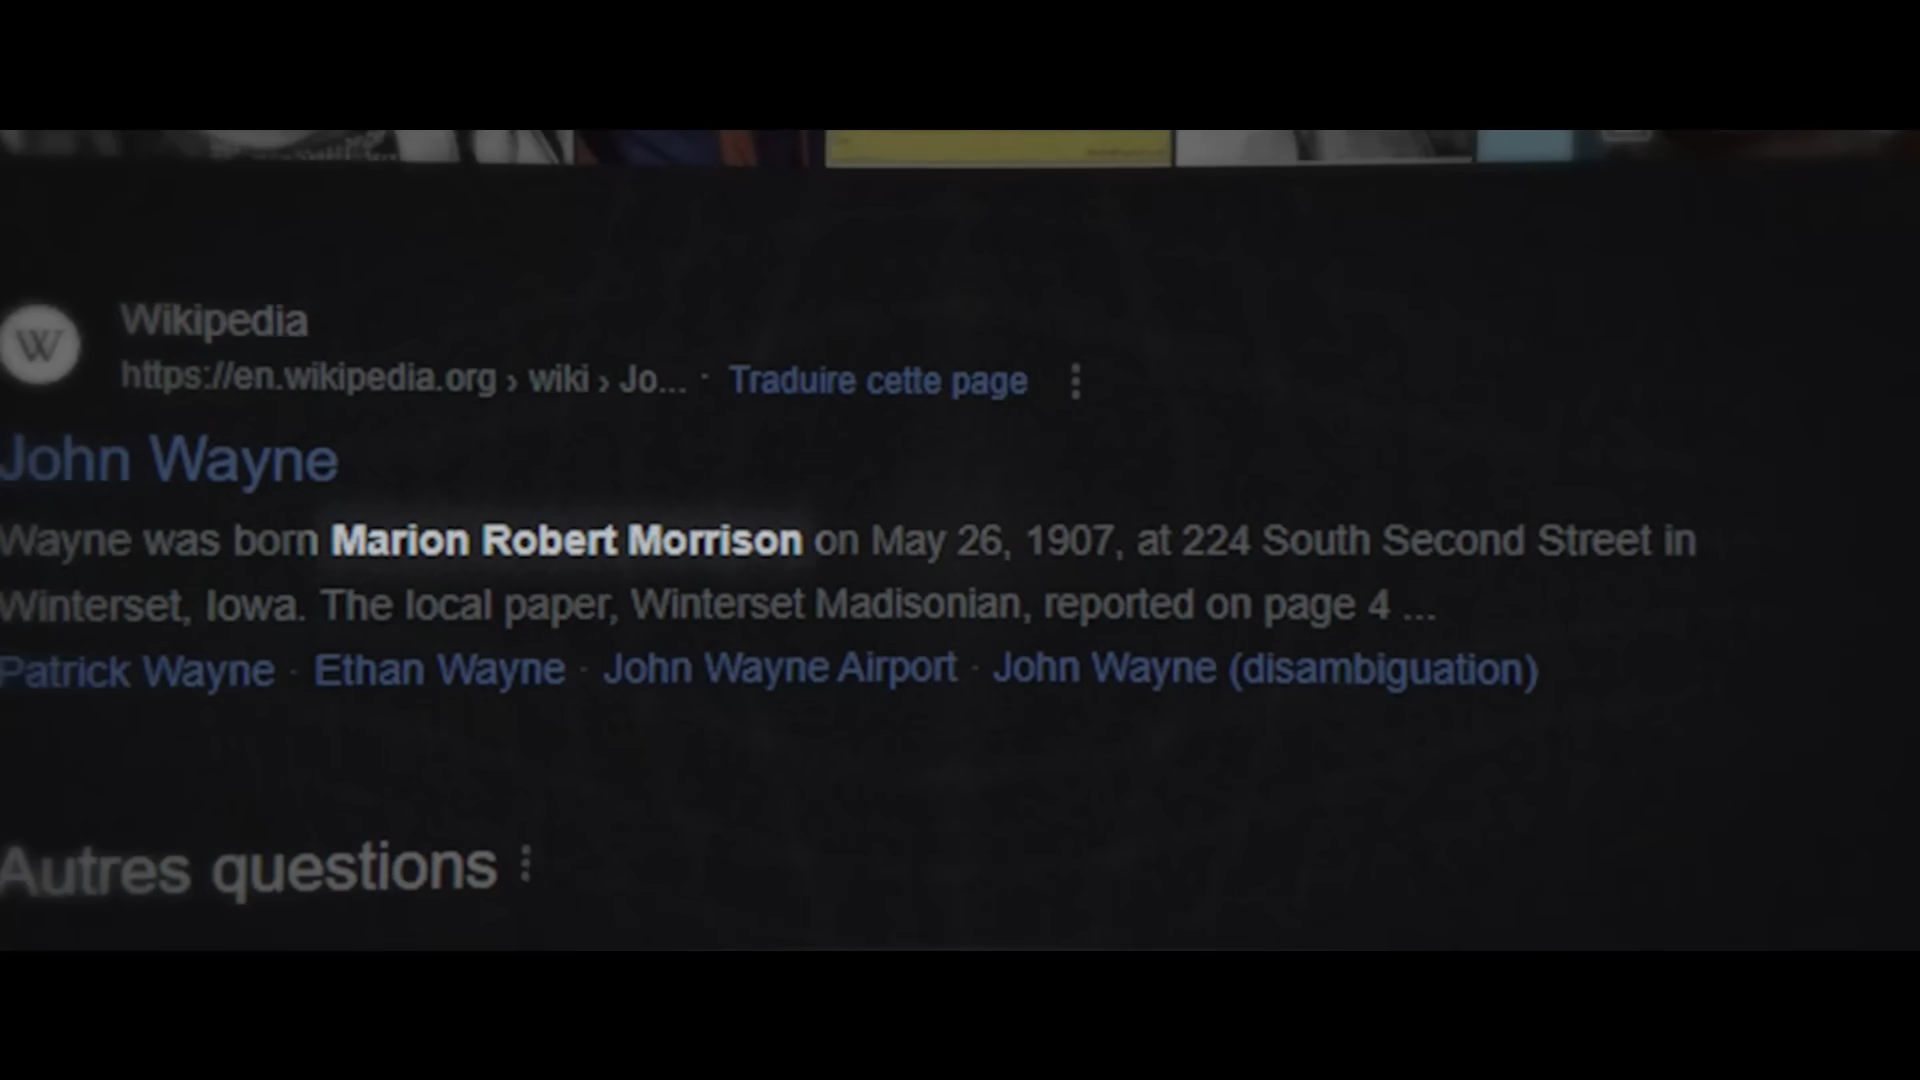 W
Wikipedia
https://en.wikipedia.org › wiki › Jo... · Traduire cette page
John Wayne
Wayne was born Marion Robert Morrison on May 26, 1907, at 224 South Second Street in
Winterset, Iowa. The local paper, Winterset Madisonian, reported on page 4 ...
Patrick Wayne · Ethan Wayne · John Wayne Airport · John Wayne (disambiguation)
Autres questions